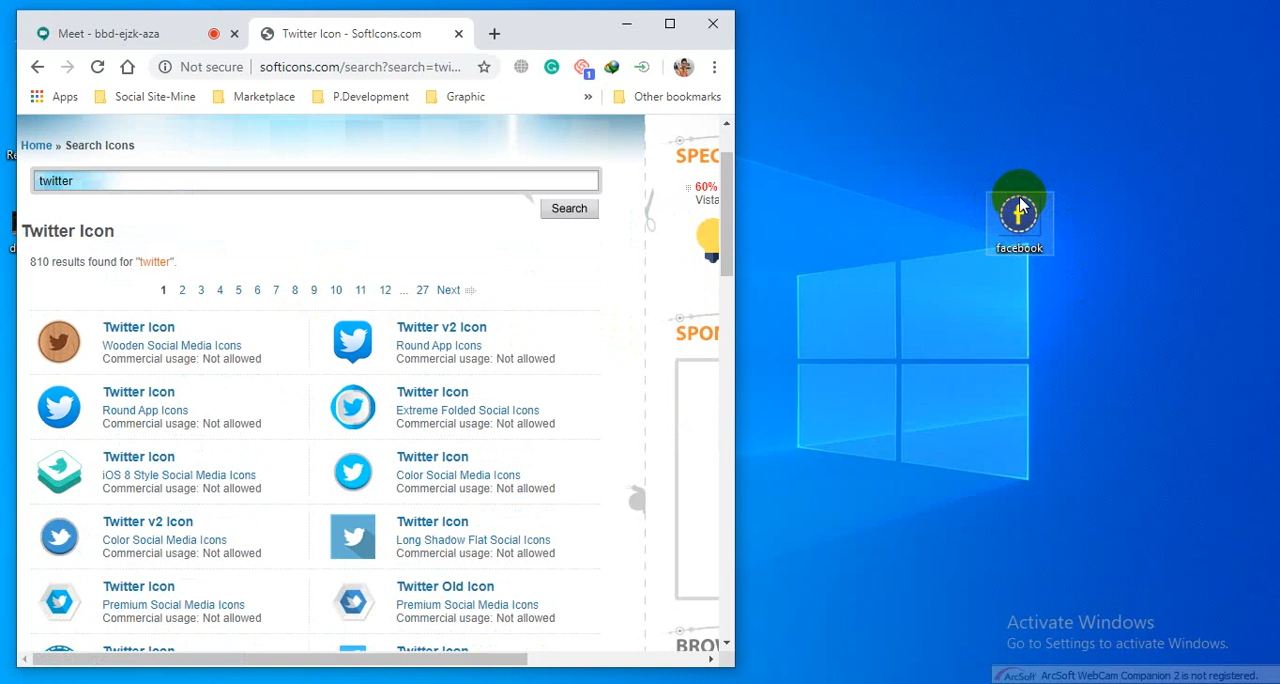 Meet - bbd-ejzk-aza
Twitter Icon - SoftIcons.com
Not secure | softicons.com/search?search=twi...
1
Apps
Social Site-Mine
Marketplace
P.Development
Graphic
»
Other bookmarks
Home » Search Icons
twitter
Search
Twitter Icon
810 results found for "twitter".
1 2 3 4 5 6 7 8 9 10 11 12 ... 27 Next
Twitter Icon
Wooden Social Media Icons
Commercial usage: Not allowed
Twitter v2 Icon
Round App Icons
Commercial usage: Not allowed
Twitter Icon
Round App Icons
Commercial usage: Not allowed
Twitter Icon
Extreme Folded Social Icons
Commercial usage: Not allowed
Twitter Icon
iOS 8 Style Social Media Icons
Commercial usage: Not allowed
Twitter Icon
Color Social Media Icons
Commercial usage: Not allowed
Twitter v2 Icon
Color Social Media Icons
Commercial usage: Not allowed
Twitter Icon
Long Shadow Flat Social Icons
Commercial usage: Not allowed
Twitter Icon
Premium Social Media Icons
Commercial usage: Not allowed
Twitter Old Icon
Premium Social Media Icons
Commercial usage: Not allowed
Twitter Icon
Twitter Icon
SPEC
60%
Vista
SPON
BROW
Re
facebook
Activate Windows
Go to Settings to activate Windows.
ArcSoft ArcSoft WebCam Companion 2 is not registered.